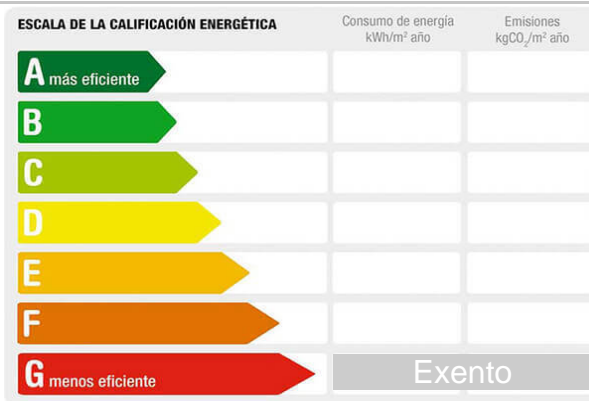 ESCALA DE LA CALIFICACIÓN ENERGÉTICA
Consumo de energía
kWh/m² año
Emisiones
kgCO₂/m² año
A más eficiente
B
C
D
E
F
G menos eficiente
Exento